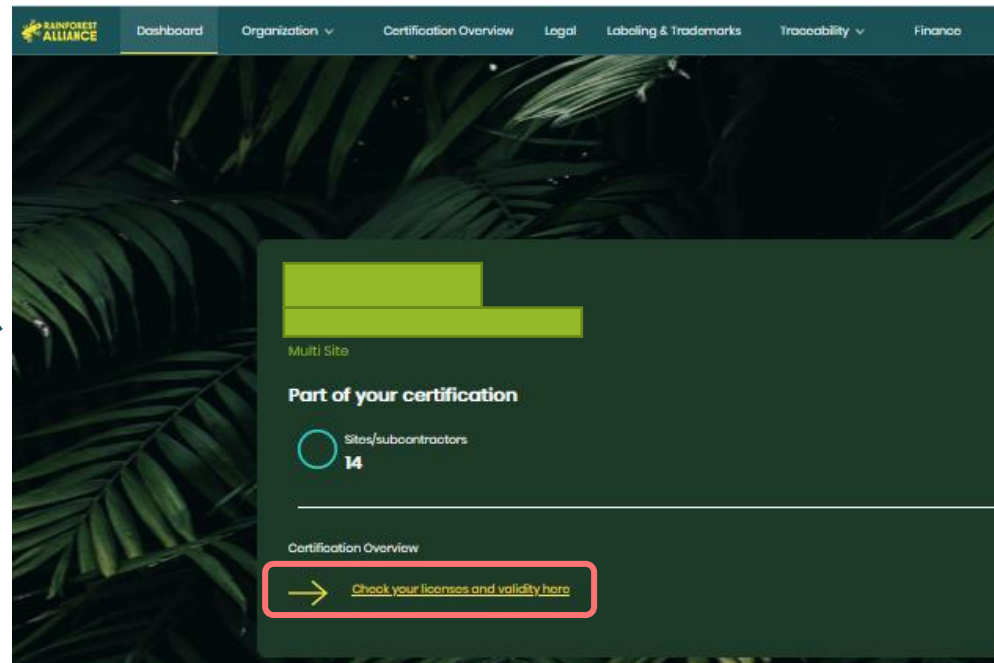 RAINFOREST
ALLIANCE
Dashboard Organization Certification Overview Legal Labeling & Trademarks Traceability Finance
Multi Site
Part of your certification
Sites/subcontractors
14
Certification Overview
Check your licenses and validity here